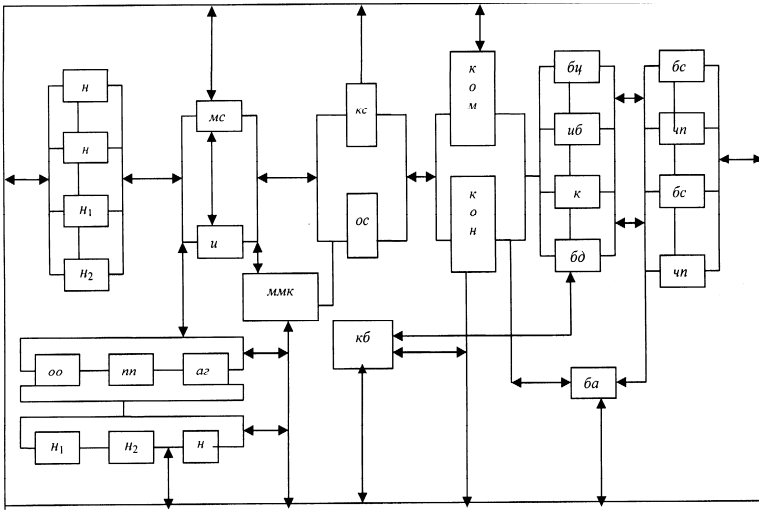 н
н
н₁
н₂
мс
и
ммк
кс
ос
к
о
м
к
о
н
бц
иб
к
бд
бс
чп
бс
чп
кб
ба
оо
пп
аг
н₁
н₂
н